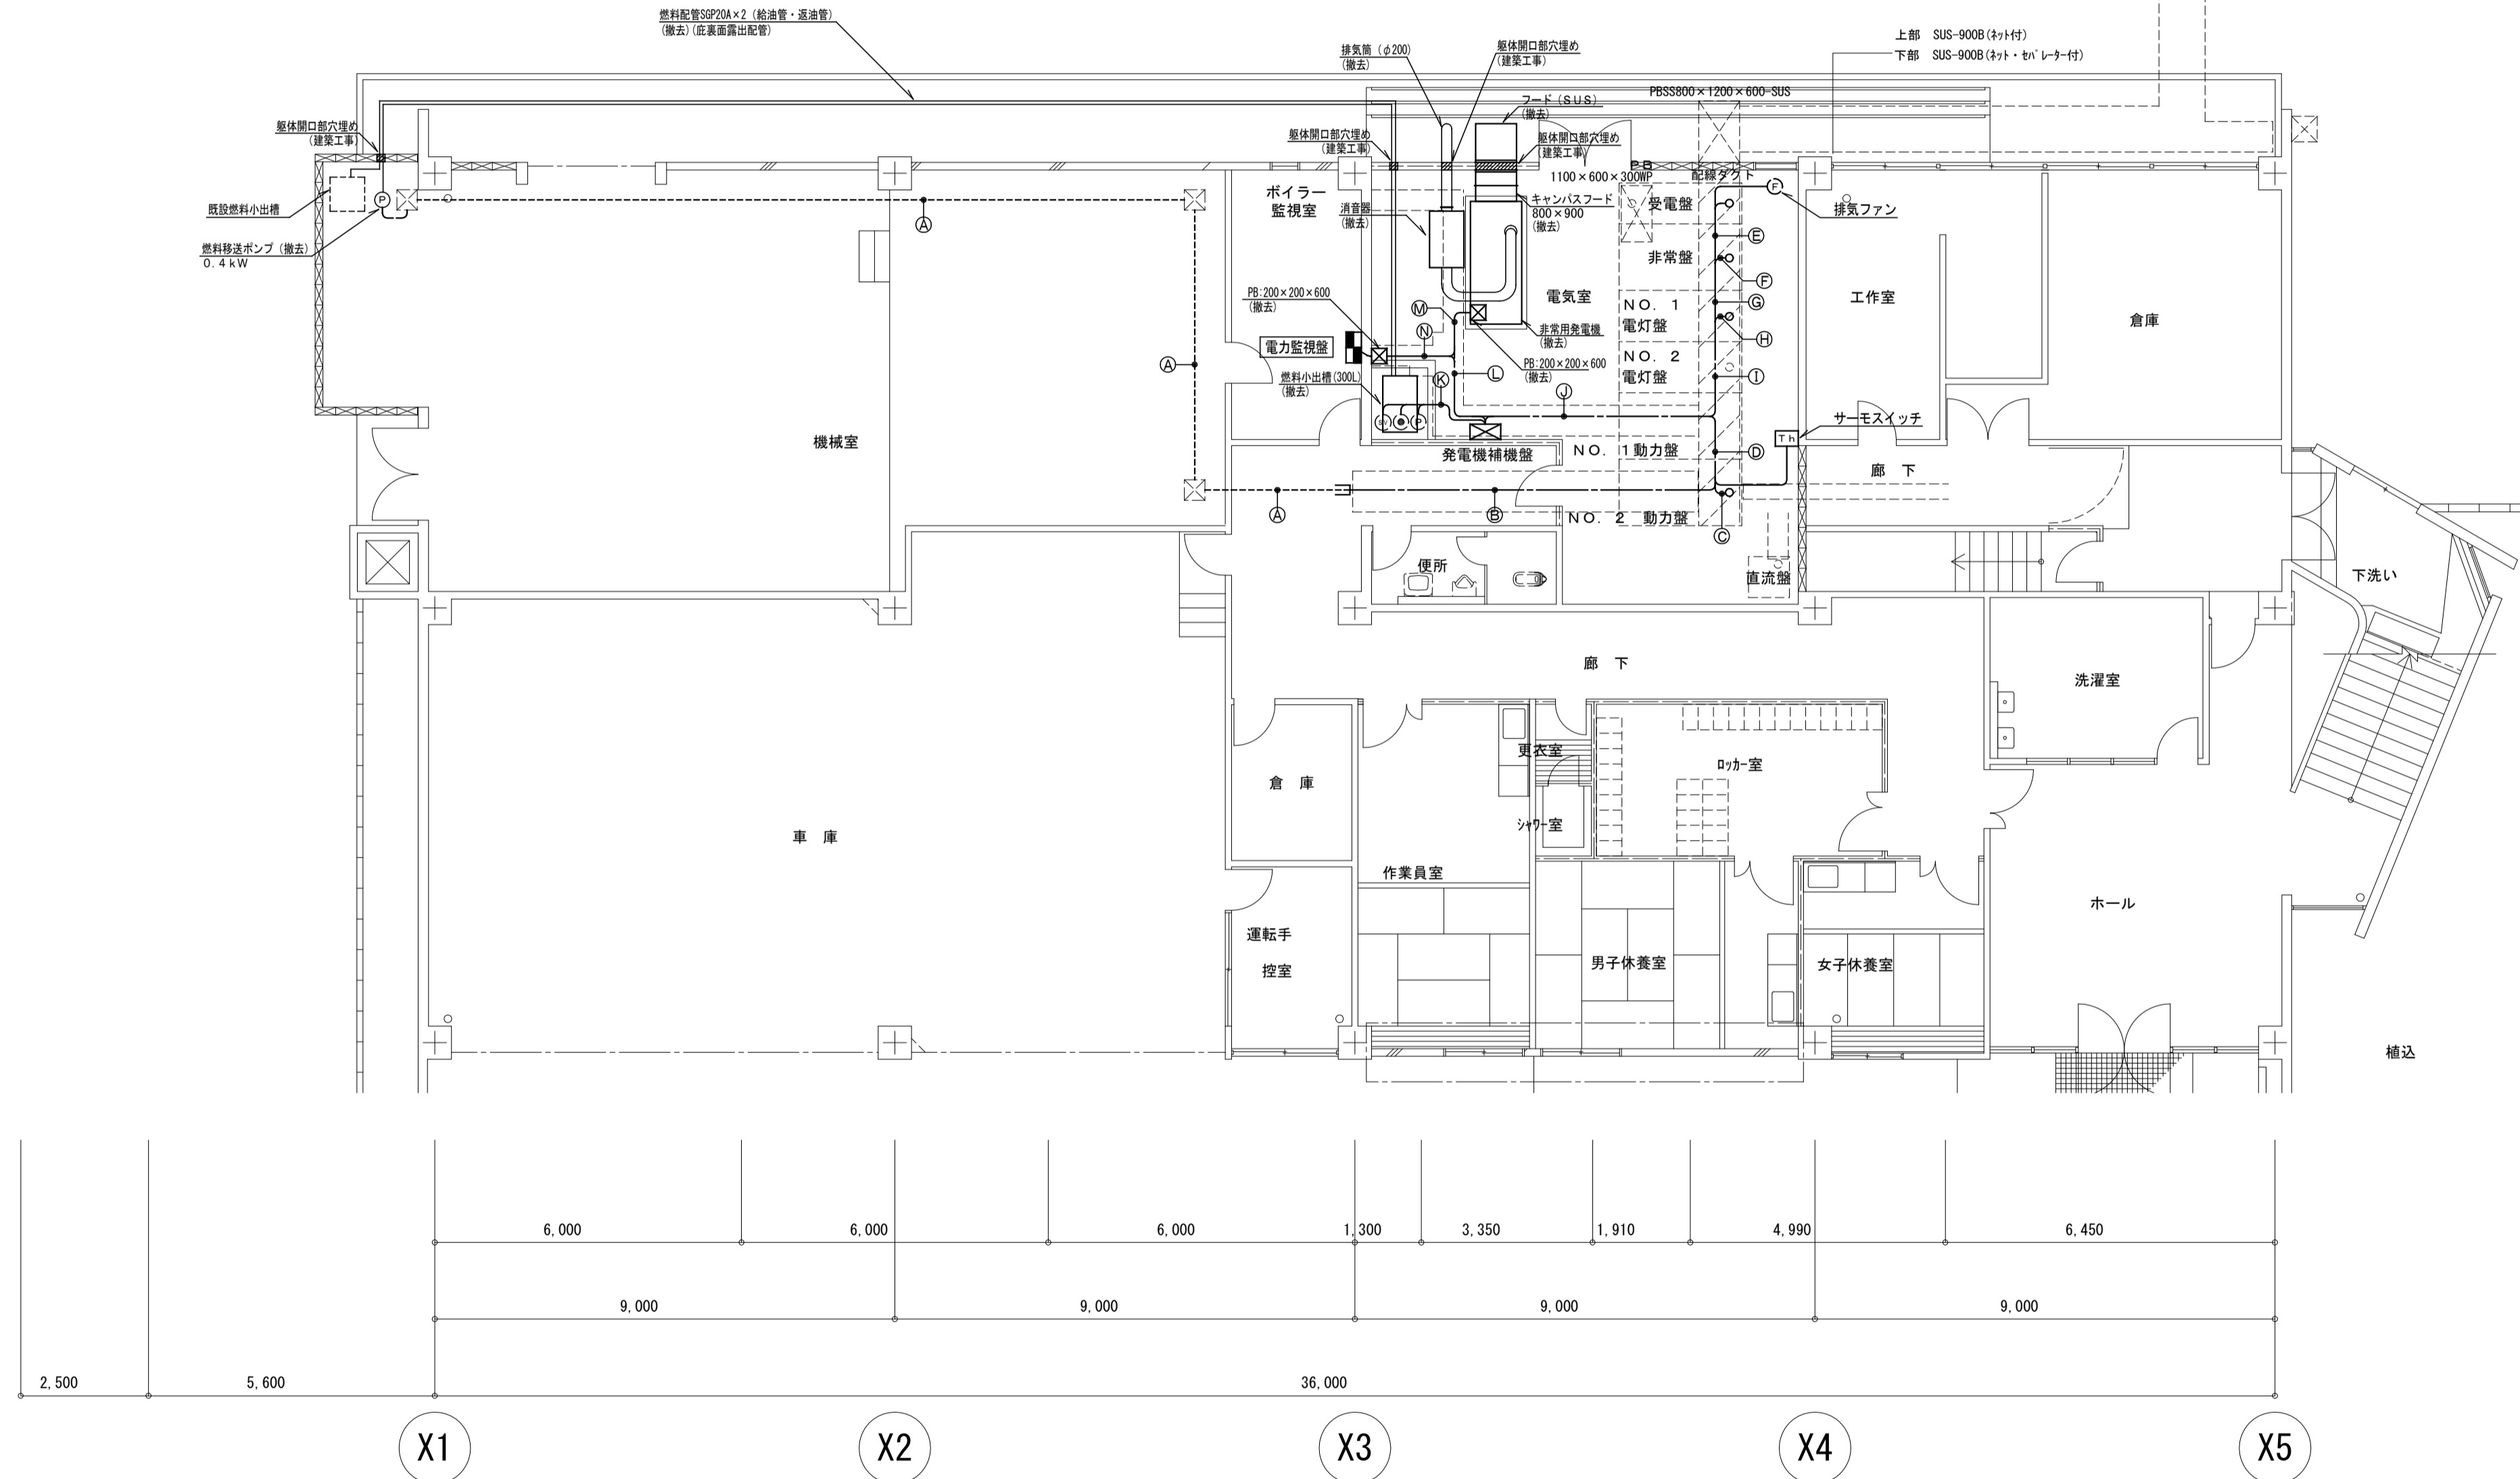 燃料配管SGP20A×2（給油管・返油管）
(撤去)(庇裏面露出配管)
上部　SUS-900B(ﾈｯﾄ付)
下部　SUS-900B(ﾈｯﾄ・ｾﾊﾟﾚｰﾀｰ付)
排気筒（φ200）
(撤去)
躯体開口部穴埋め
(建築工事)
PBSS800×1200×600-SUS
フード（SUS）
(撤去)
躯体開口部穴埋め
(建築工事)
躯体開口部穴埋め
(建築工事)
躯体開口部穴埋め
(建築工事)
PB
1100×600×300WP
配線ダクト
既設燃料小出槽
P
燃料移送ポンプ（撤去）
0.4kW
A
ボイラー
監視室
消音器
(撤去)
キャンバスフード
800×900
(撤去)
受電盤
F
排気ファン
E
非常盤
F
PB:200×200×600
(撤去)
M
N
電気室
NO. 1
電灯盤
G
H
工作室
倉庫
非常用発電機
(撤去)
電力監視盤
PB:200×200×600
(撤去)
NO. 2
電灯盤
I
A
燃料小出槽(300L)
(撤去)
K
L
J
SV
P
サーモスイッチ
Th
機械室
発電機補機盤
NO. 1動力盤
D
廊　下
A
B
NO. 2　動力盤
C
便所
直流盤
下洗い
廊　下
洗濯室
更衣室
ﾛｯｶｰ室
倉　庫
ｼｬﾜｰ室
車　庫
作業員室
ホール
運転手
控室
男子休養室
女子休養室
植込
6,000
6,000
6,000
1,300
3,350
1,910
4,990
6,450
9,000
9,000
9,000
9,000
2,500
5,600
36,000
X1
X2
X3
X4
X5